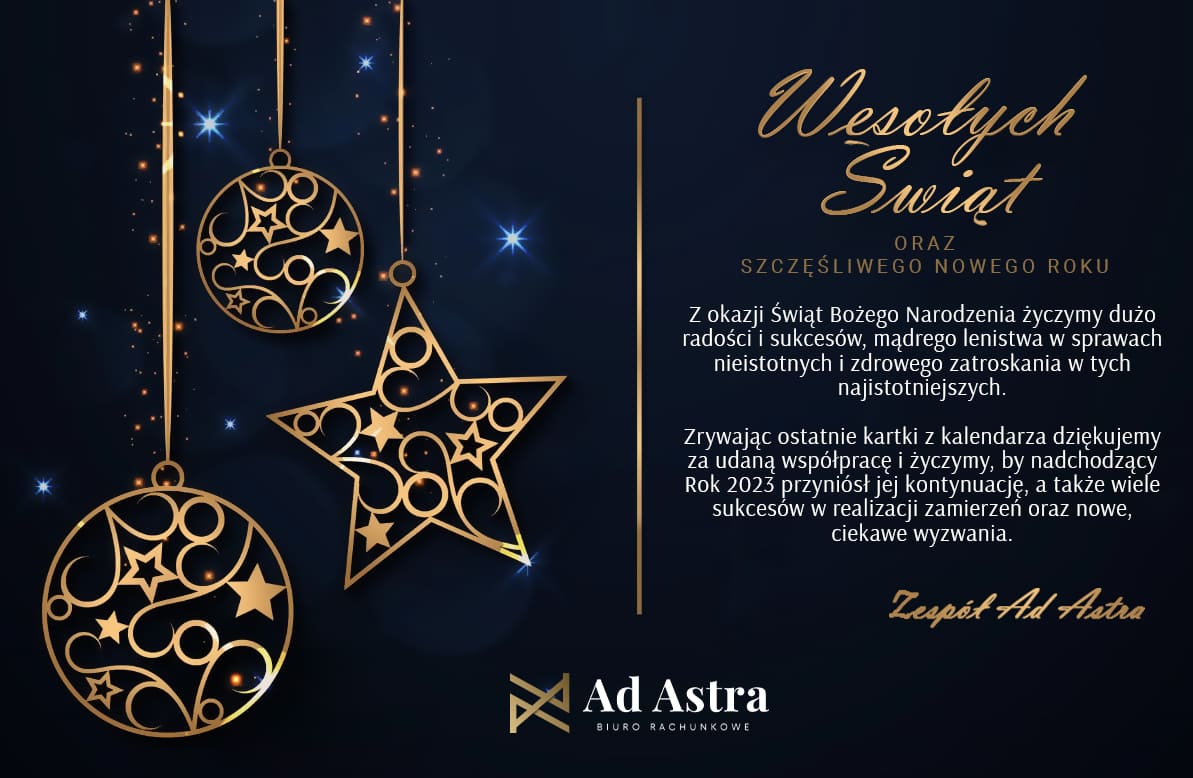 Wesołych
Świąt
ORAZ
SZCZĘŚLIWEGO NOWEGO ROKU
Z okazji Świąt Bożego Narodzenia życzymy dużo
radości i sukcesów, mądrego lenistwa w sprawach
nieistotnych i zdrowego zatroskania w tych
najistotniejszych.
Zrywając ostatnie kartki z kalendarza dziękujemy
za udaną współpracę i życzymy, by nadchodzący
Rok 2023 przyniósł jej kontynuację, a także wiele
sukcesów w realizacji zamierzeń oraz nowe,
ciekawe wyzwania.
Zespół Ad Astra
Ad Astra
BIURO RACHUNKOWE